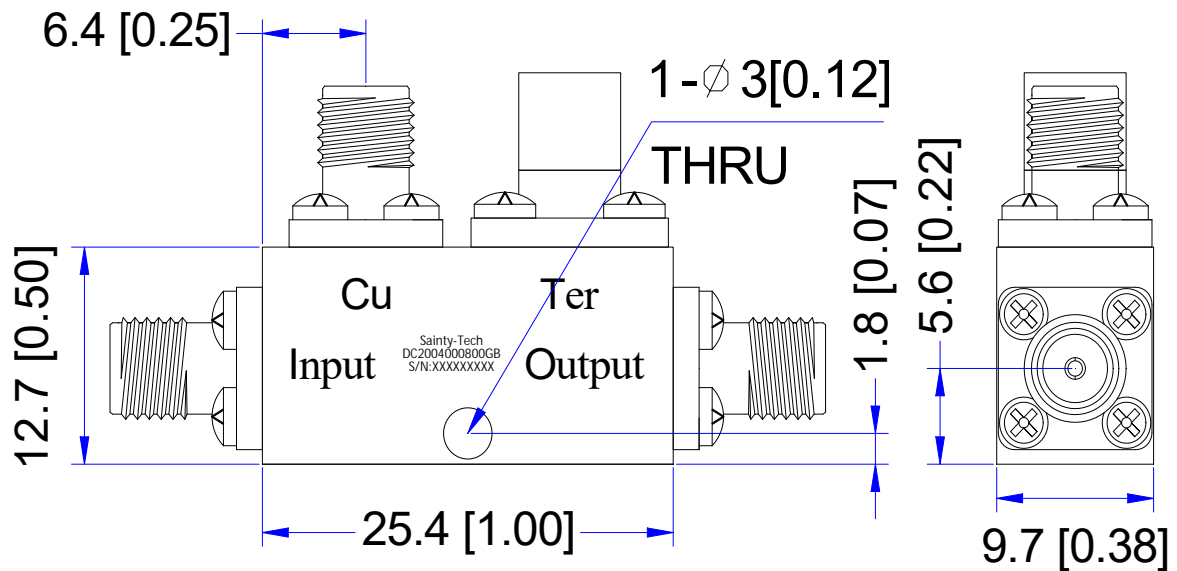 6.4 [0.25]
1-⌀ 3[0.12]
THRU
Cu
Ter
Sainty-Tech
DC2004000800GB
S/N:XXXXXXXXX
Input
Output
12.7 [0.50]
1.8 [0.07]
5.6 [0.22]
25.4 [1.00]
9.7 [0.38]